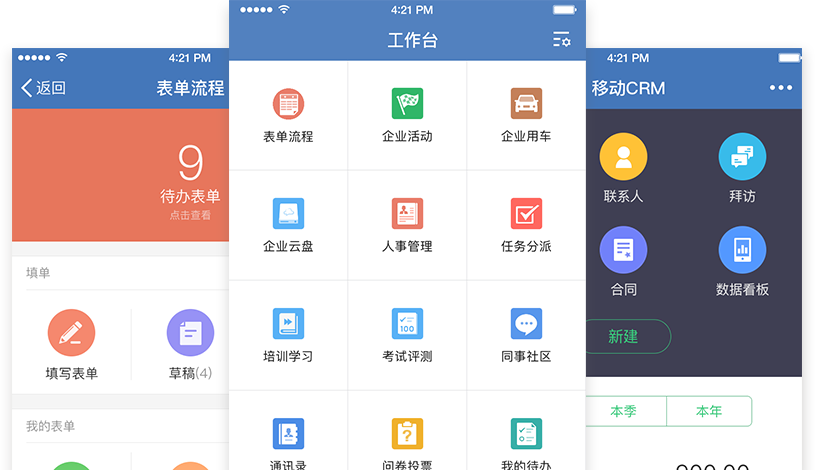 4:21 PM
返回
表单流程
9
待办表单
点击查看
填单
填写表单
草稿(4)
我的表单
4:21 PM
工作台
表单流程
企业活动
企业用车
企业云盘
人事管理
任务分派
培训学习
100
考试评测
同事社区
通讯录
问卷投票
我的待办
4:21 PM
移动CRM
联系人
拜访
合同
数据看板
新建
本季
本年